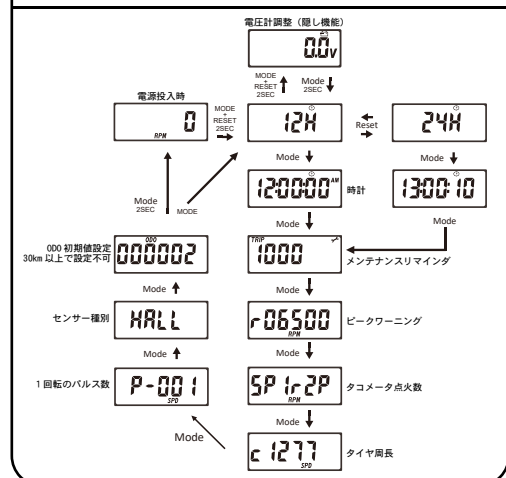 電圧計調整（隠し機能）
0.0v
MODE
+
RESET
2SEC
Mode
2SEC
電源投入時
0
RPM
MODE
+
RESET
2SEC
12H
Reset
24H
Mode
Mode
12:00:00 AM
時計
13:00:10
Mode
2SEC
MODE
Mode
Mode
ODO 初期値設定
30km 以上で設定不可
ODO
000002
TRIP
1000
メンテナンスリマインダ
Mode
Mode
センサー種別
HALL
r06500
RPM
ピークワーニング
Mode
Mode
1回転のパルス数
P-001
SPD
SP1r2P
RPM
タコメータ点火数
Mode
Mode
c1277
SPD
タイヤ周長